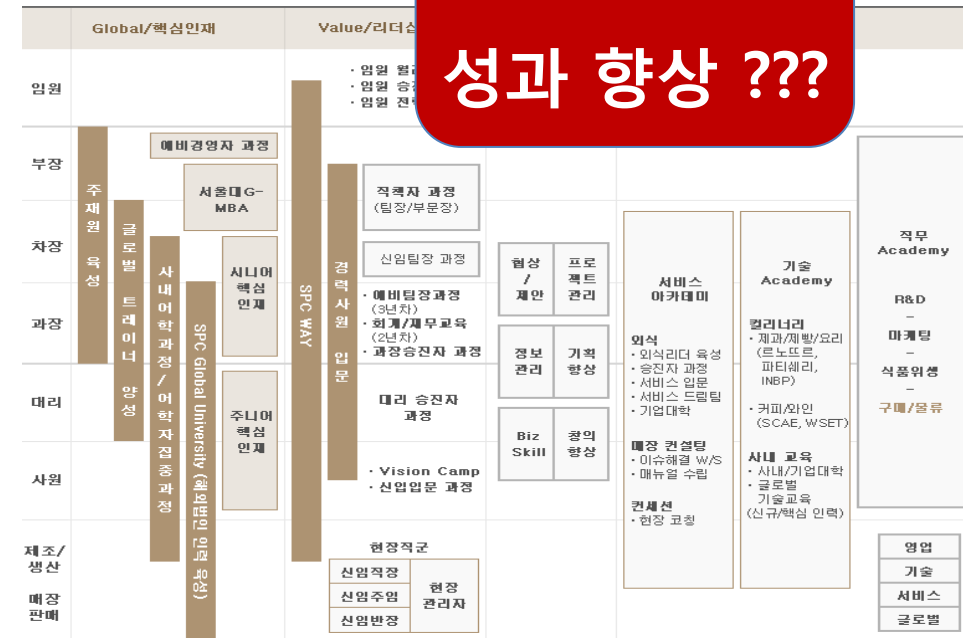 Global/핵심인재
Value/리더십
성과 향상 ???
임원
· 임원 월
· 임원 승
· 임원 전
부장
차장
과장
대리
사원
제조/
생산
매장
판매
주재원 육성
글로벌 트레이너 양성
사내어학과정/어학자집중과정
SPC Global University (해외법인 인력 육성)
예비경영자 과정
서울대G-
MBA
시니어
핵심
인재
주니어
핵심
인재
SPC WAY
경력사원 입문
직책자 과정
(팀장/부문장)
신임팀장 과정
· 예비팀장과정
(3년차)
· 회계/재무교육
(2년차)
· 과장승진자 과정
대리 승진자
과정
· Vision Camp
· 신입입문 과정
현장직군
신임직장
신임주임
신임반장
현장
관리자
협상
/
제안
프로
젝트
관리
정보
관리
기획
향상
Biz
Skill
창의
향상
서비스
아카데미
외식
· 외식리더 육성
· 승진자 과정
· 서비스 입문
· 서비스 드림팀
· 기업대학
매장 컨설팅
· 이슈해결 W/S
· 매뉴얼 수립
컨세션
· 현장 코칭
기술
Academy
컬리너리
· 제과/제빵/요리
(르노뜨르,
파티쉐리,
INBP)
· 커피/와인
(SCAE, WSET)
사내 교육
· 사내/기업대학
· 글로벌
기술교육
(신규/핵심 인력)
직무
Academy
R&D
–
마케팅
–
식품위생
–
구매/물류
영업
기술
서비스
글로벌